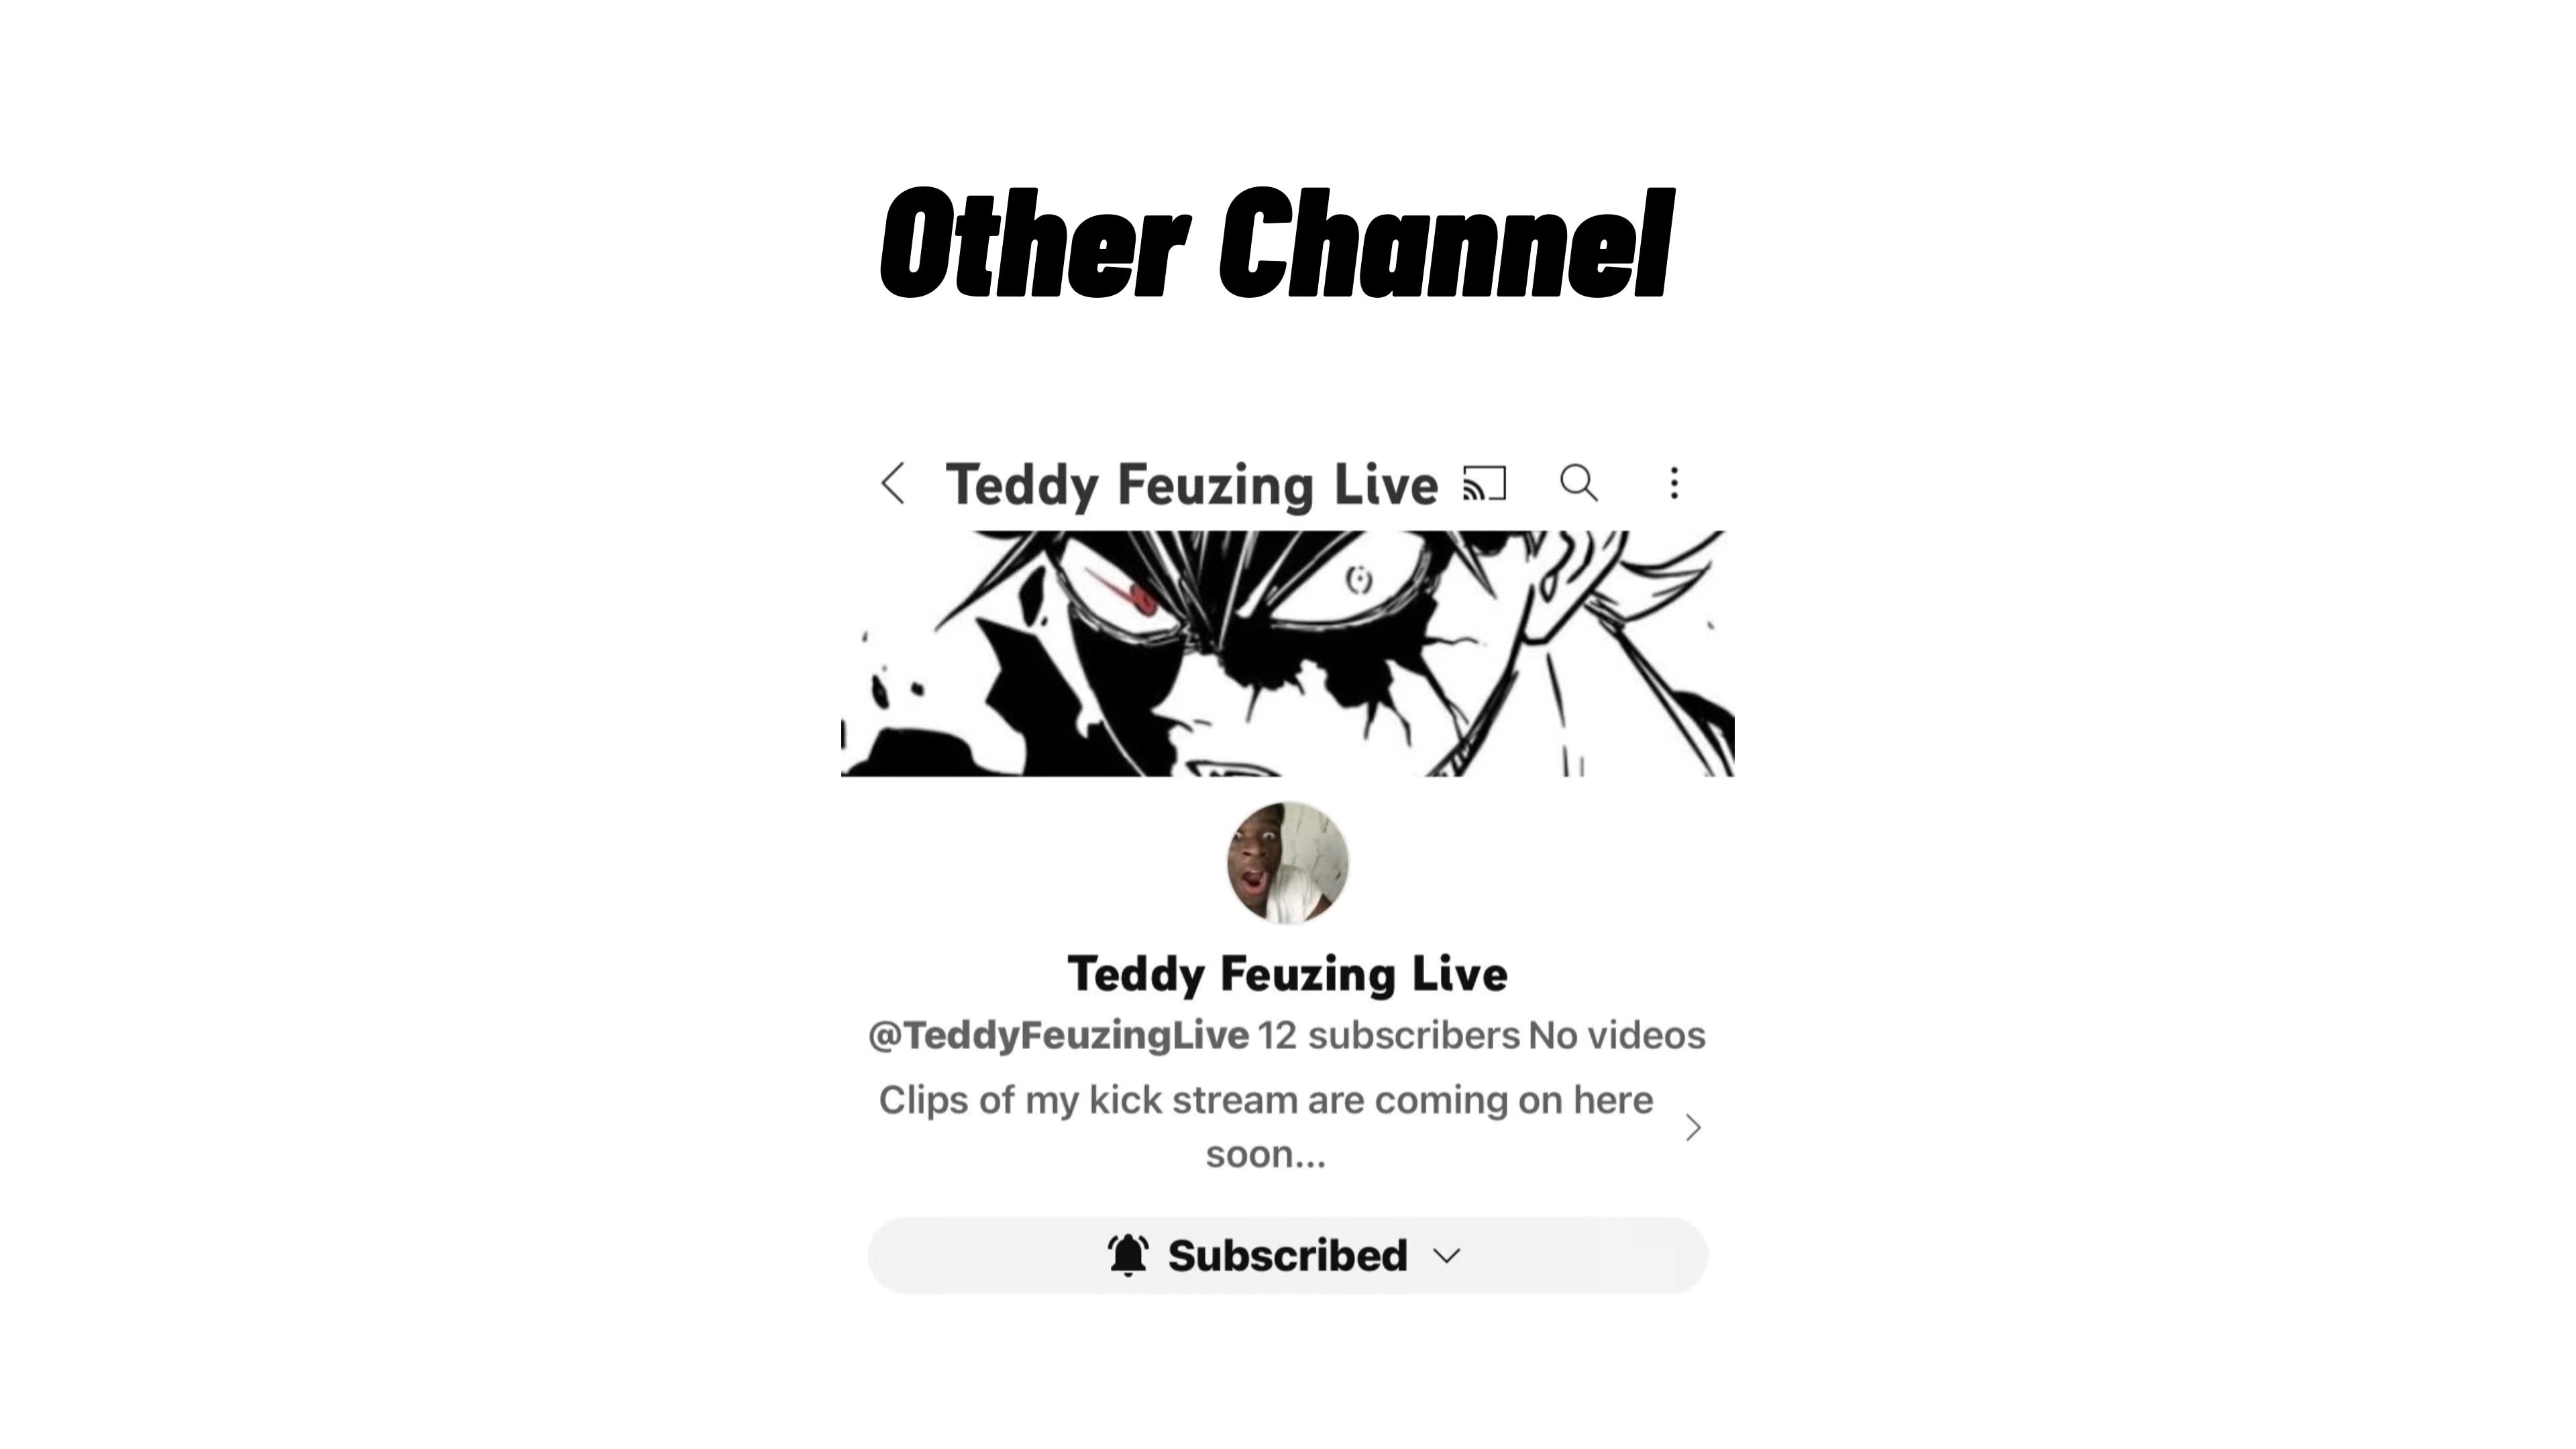 Other Channel
Teddy Feuzing Live
Teddy Feuzing Live
@TeddyFeuzingLive 12 subscribers No videos
Clips of my kick stream are coming on here
soon...
Subscribed